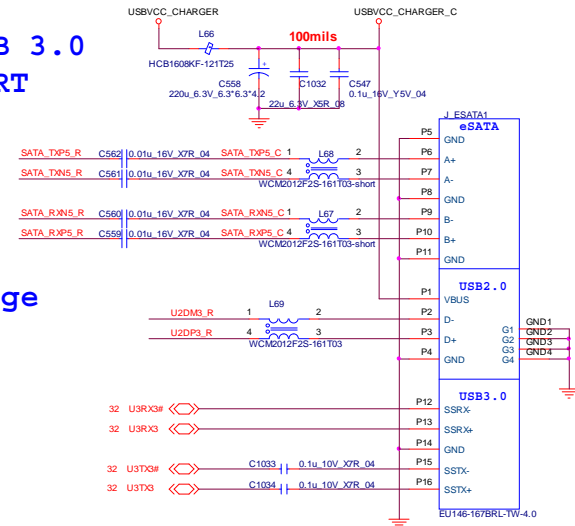 USBVCC_CHARGER
USBVCC_CHARGER_C
B 3.0
RT
L66
100mils
HCB1608KF-121T25
C558
220u_6.3V_6.3*6.3*4.2
C1032
22u_6.3V_X5R_08
C547
0.1u_16V_Y5V_04
J_ESATA1
eSATA
P5 GND
SATA_TXP5_R C562 0.01u_16V_X7R_04 SATA_TXP5_C 1 L68 2 P6 A+
SATA_TXN5_R C561 0.01u_16V_X7R_04 SATA_TXN5_C 4 3 P7 A-
WCM2012F2S-161T03-short
P8 GND
SATA_RXN5_R C560 0.01u_16V_X7R_04 SATA_RXN5_C 1 L67 2 P9 B-
SATA_RXP5_R C559 0.01u_16V_X7R_04 SATA_RXP5_C 4 3 P10 B+
WCM2012F2S-161T03-short
P11 GND
ge
USB2.0
P1 VBUS
U2DM3_R 1 L69 2 P2 D-
U2DP3_R 4 3 P3 D+
WCM2012F2S-161T03
P4 GND
G1 GND1
G2 GND2
G3 GND3
G4 GND4
USB3.0
32 U3RX3# P12 SSRX-
32 U3RX3 P13 SSRX+
P14 GND
32 U3TX3# C1033 0.1u_10V_X7R_04 P15 SSTX-
32 U3TX3 C1034 0.1u_10V_X7R_04 P16 SSTX+
EU146-167BRL-TW-4.0